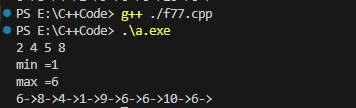 PS E:\C++Code> g++ ./f77.cpp
PS E:\C++Code> .\a.exe
2 4 5 8
min =1
max =6
6->8->4->1->9->6->6->10->6->